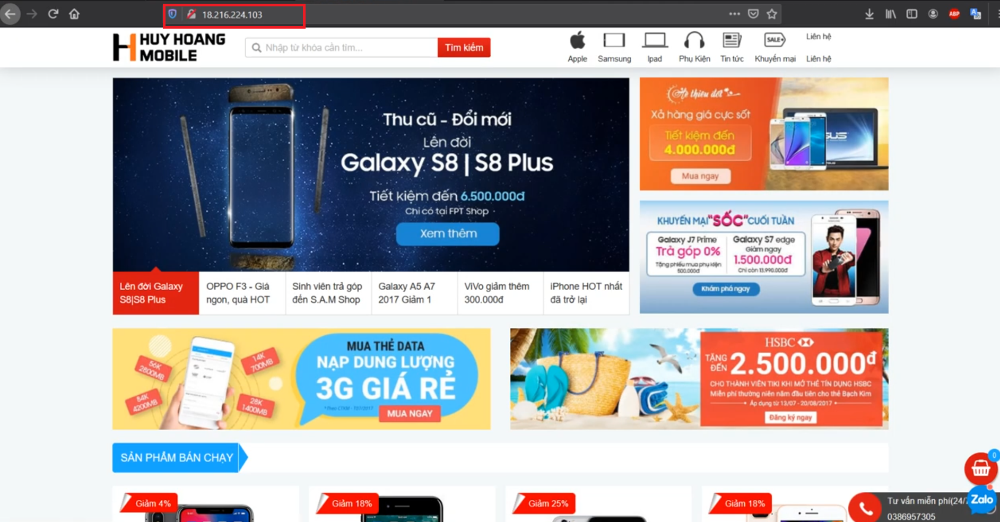 18.216.224.103
ABP
HUY HOANG
MOBILE
Nhập từ khóa cần tìm...
Tìm kiếm
Apple
Samsung
Ipad
Phụ Kiện
Tin tức
SALE
Khuyến mại
Liên hệ
Liên hệ
Thu cũ - Đổi mới
Lên đời
Galaxy S8 | S8 Plus
Tiết kiệm đến 6.500.000đ
Chỉ có tại FPT Shop
Xem thêm
Hè thiêu đốt
Xả hàng giá cực sốt
Tiết kiệm đến
4.000.000đ
Mua ngay
KHUYẾN MẠI "SỐC" CUỐI TUẦN
Galaxy J7 Prime
Trả góp 0%
Tặng phiếu mua phụ kiện
500.000đ
Galaxy S7 edge
Giảm ngay
1.500.000đ
Chỉ còn 13.990.000đ
Khám phá ngay
Lên đời Galaxy
S8|S8 Plus
OPPO F3 - Giá
ngon, quà HOT
Sinh viên trả góp
đến S.A.M Shop
Galaxy A5 A7
2017 Giảm 1
ViVo giảm thêm
300.000đ
iPhone HOT nhất
đã trở lại
56K
2800MB
14K
700MB
84K
4200MB
28K
1400MB
MUA THẺ DATA
NẠP DUNG LƯỢNG
3G GIÁ RẺ
*Theo CTKM - T07/2017
MUA NGAY
HSBC
TẶNG
ĐẾN
2.500.000đ
CHO THÀNH VIÊN TIKI KHI MỞ THẺ TÍN DỤNG HSBC
Miễn phí thường niên năm đầu tiên cho thẻ Bạch Kim
Áp dụng từ 13/07 - 20/08/2017
Đăng ký ngay
SẢN PHẨM BÁN CHẠY
0
Giảm 4%
Giảm 18%
Giảm 25%
Giảm 18%
Tư vấn miễn phí(24/7
0386957305
Zalo